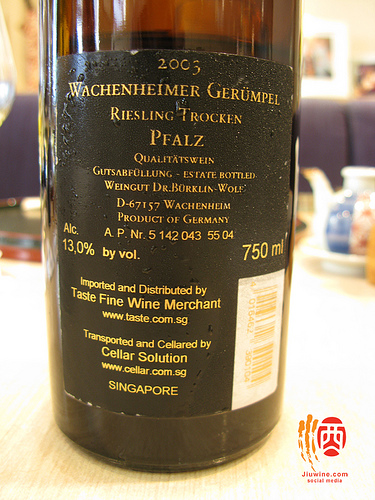 2003
WACHENHEIMER GERÜMPEL
RIESLING TROCKEN
PFALZ
QUALITÄTSWEIN
GUTSABFÜLLUNG - ESTATE BOTTLED
WEINGUT DR.BÜRKLIN-WOLF
D-67157 WACHENHEIM
PRODUCT OF GERMANY
A. P. Nr. 5 142 043 55 04
Alc.
13,0% by vol.
750 ml
Imported and Distributed by
Taste Fine Wine Merchant
www.taste.com.sg
Transported and Cellared by
Cellar Solution
www.cellar.com.sg
SINGAPORE
酉
Jiuwine.com
social media